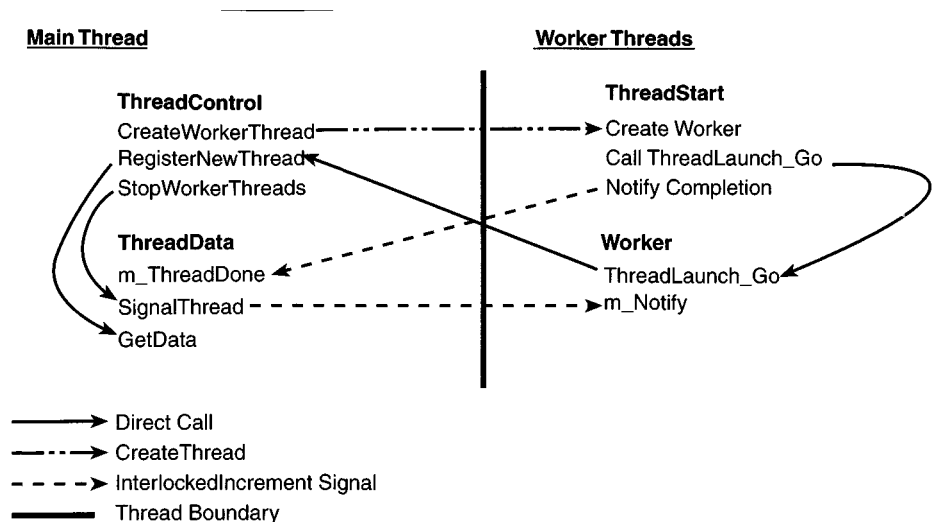 Main Thread
Worker Threads
ThreadControl
CreateWorkerThread
RegisterNewThread
StopWorkerThreads
ThreadData
m_ThreadDone
SignalThread
GetData
ThreadStart
Create Worker
Call ThreadLaunch_Go
Notify Completion
Worker
ThreadLaunch_Go
m_Notify
Direct Call
CreateThread
InterlockedIncrement Signal
Thread Boundary